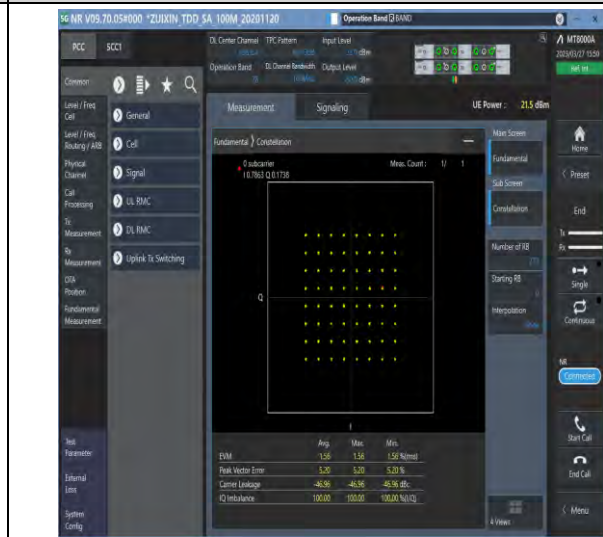 5G NR V05.70.05#000 *ZUIXIN_TDD_SA_100M_20201120
Operation Band
BAND
PCC
SCC1
Common
Level / Freq
Cell
Level / Freq
Routing / ARB
Physical
Channel
Call
Processing
Tx
Measurement
Rx
Measurement
OTA
Position
Fundamental
Measurement
Test
Parameter
External
Error
System
Config
General
Cell
Signal
UL RMC
DL RMC
Uplink Tx Switching
DL Center Channel
TPC Pattern
Input Level
Operation Band
DL Channel Bandwidth
Output Level
Measurement
Signaling
UE Power : 21.5 dBm
Fundamental
Constellation
0 subcarrier
I 0.7863 Q 0.1738
Meas. Count : 1/ 1
Q
I
Avg. Max. Min.
EVM 1.56 1.56 1.56 %(rms)
Peak Vector Error 5.20 5.20 5.20 %
Carrier Leakage -46.96 -46.96 -46.96 dBc
IQ Imbalance 100.00 100.00 100.00 %(I/Q)
Main Screen
Fundamental
Sub Screen
Constellation
Number of RB
Starting RB
Interpolation
4 Views
MT8000A
Home
Preset
End
Tx
Rx
Single
Continuous
NR
Connected
Start Call
End Call
Menu